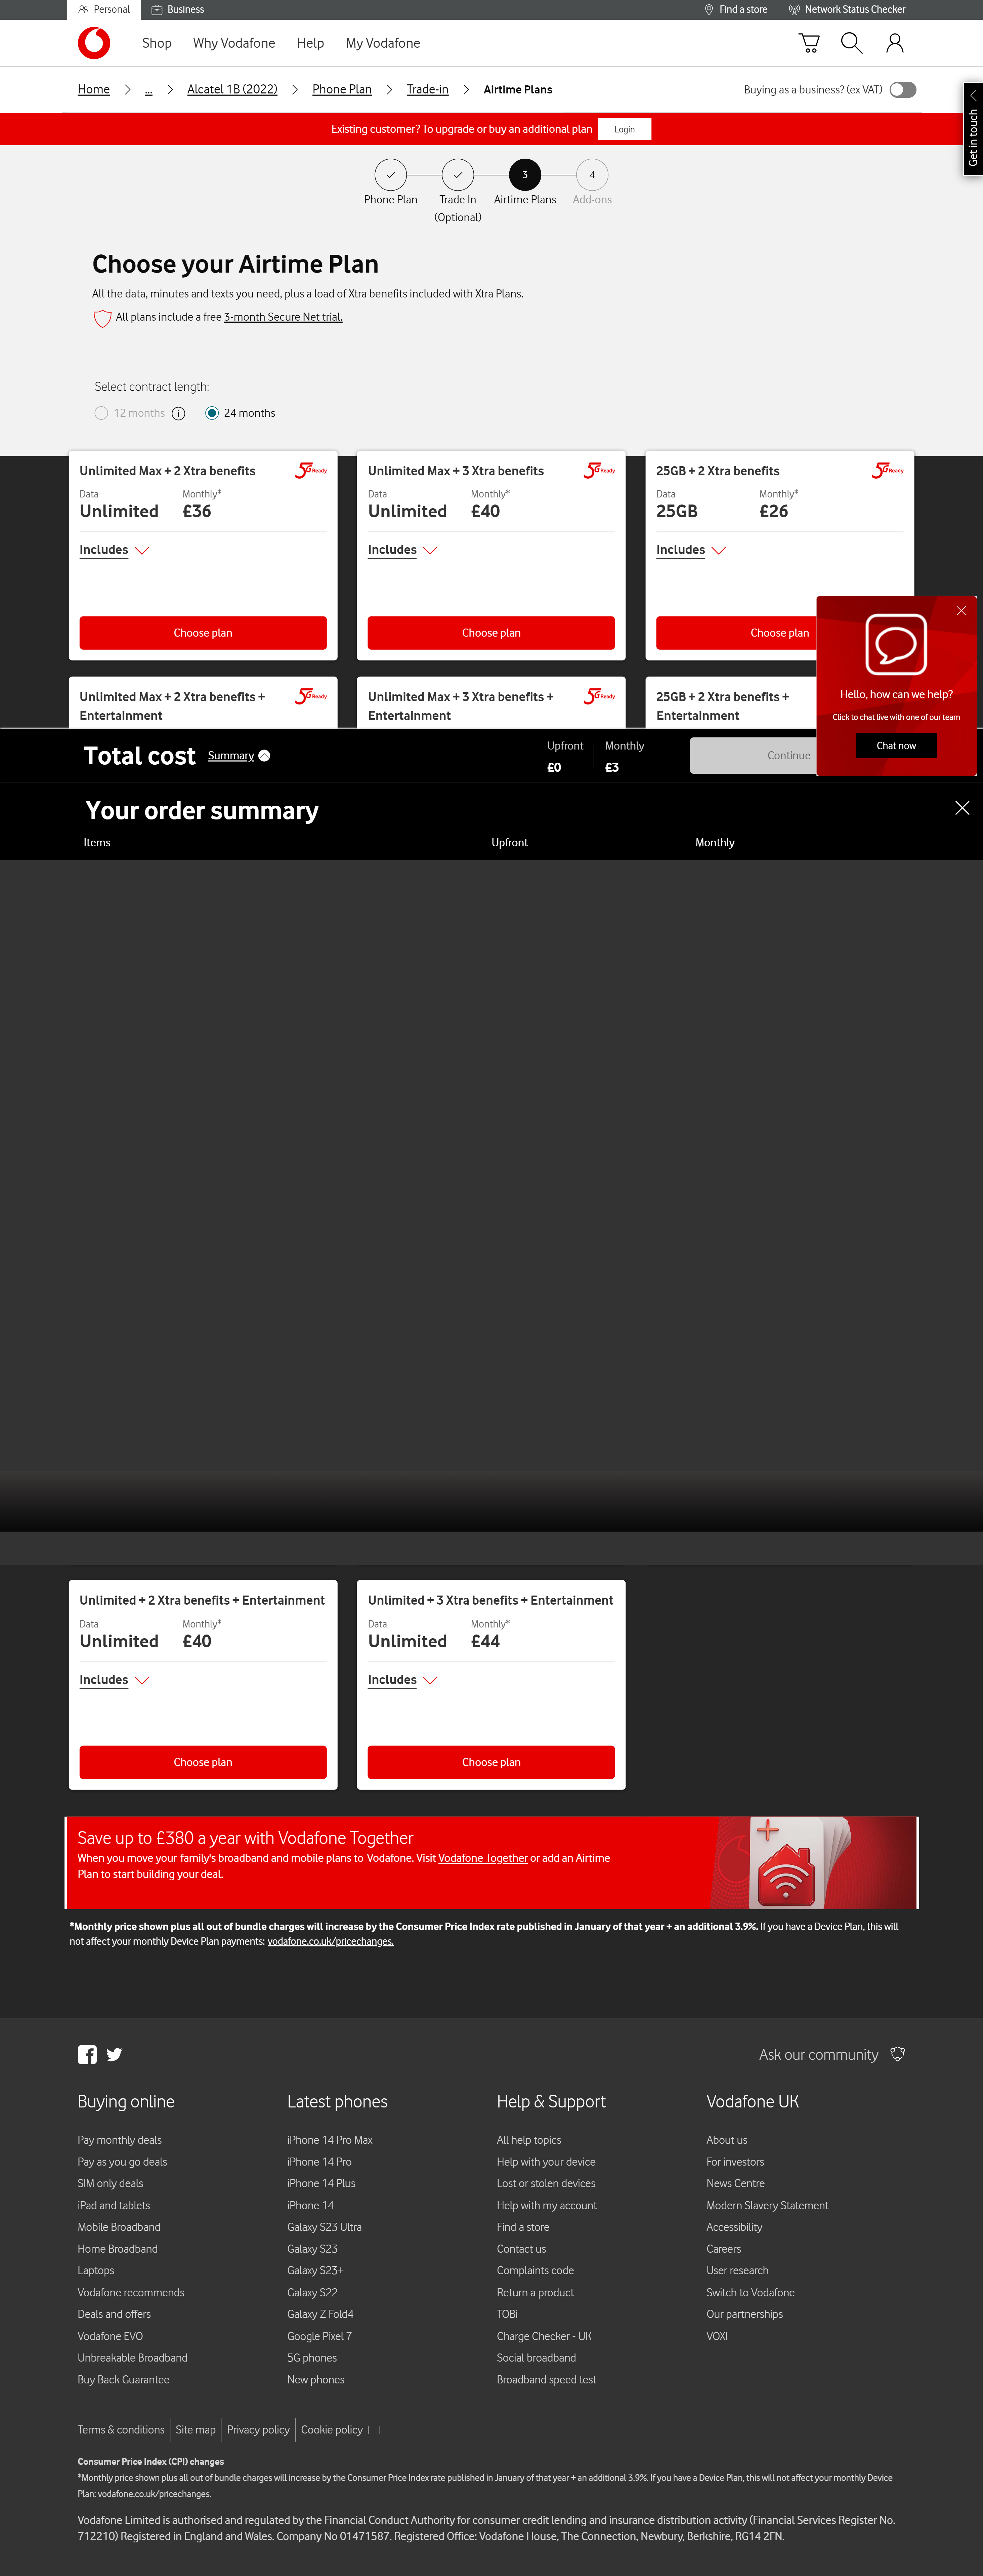 Personal
Business
Find a store
Network Status Checker
Shop
Why Vodafone
Help
My Vodafone
Home
...
Alcatel 1B (2022)
Phone Plan
Trade-in
Airtime Plans
Buying as a business? (ex VAT)
Get in touch
Existing customer? To upgrade or buy an additional plan
Login
3
4
Phone Plan
Trade In
(Optional)
Airtime Plans
Add-ons
Choose your Airtime Plan
All the data, minutes and texts you need, plus a load of Xtra benefits included with Xtra Plans.
All plans include a free 3-month Secure Net trial.
Select contract length:
12 months
i
24 months
Unlimited Max + 2 Xtra benefits
5G Ready
Data
Monthly*
Unlimited
£36
Includes
Choose plan
Unlimited Max + 3 Xtra benefits
5G Ready
Data
Monthly*
Unlimited
£40
Includes
Choose plan
25GB + 2 Xtra benefits
5G Ready
Data
Monthly*
25GB
£26
Includes
Choose plan
Unlimited Max + 2 Xtra benefits +
Entertainment
5G Ready
Unlimited Max + 3 Xtra benefits +
Entertainment
5G Ready
25GB + 2 Xtra benefits +
Entertainment
Hello, how can we help?
Click to chat live with one of our team
Chat now
Total cost
Summary
Upfront
£0
Monthly
£3
Continue
Your order summary
Items
Upfront
Monthly
Unlimited + 2 Xtra benefits + Entertainment
Data
Monthly*
Unlimited
£40
Includes
Choose plan
Unlimited + 3 Xtra benefits + Entertainment
Data
Monthly*
Unlimited
£44
Includes
Choose plan
Save up to £380 a year with Vodafone Together
When you move your family's broadband and mobile plans to Vodafone. Visit Vodafone Together or add an Airtime
Plan to start building your deal.
*Monthly price shown plus all out of bundle charges will increase by the Consumer Price Index rate published in January of that year + an additional 3.9%. If you have a Device Plan, this will
not affect your monthly Device Plan payments: vodafone.co.uk/pricechanges.
Ask our community
Buying online
Pay monthly deals
Pay as you go deals
SIM only deals
iPad and tablets
Mobile Broadband
Home Broadband
Laptops
Vodafone recommends
Deals and offers
Vodafone EVO
Unbreakable Broadband
Buy Back Guarantee
Latest phones
iPhone 14 Pro Max
iPhone 14 Pro
iPhone 14 Plus
iPhone 14
Galaxy S23 Ultra
Galaxy S23
Galaxy S23+
Galaxy S22
Galaxy Z Fold4
Google Pixel 7
5G phones
New phones
Help & Support
All help topics
Help with your device
Lost or stolen devices
Help with my account
Find a store
Contact us
Complaints code
Return a product
TOBi
Charge Checker - UK
Social broadband
Broadband speed test
Vodafone UK
About us
For investors
News Centre
Modern Slavery Statement
Accessibility
Careers
User research
Switch to Vodafone
Our partnerships
VOXI
Terms & conditions
Site map
Privacy policy
Cookie policy
Consumer Price Index (CPI) changes
*Monthly price shown plus all out of bundle charges will increase by the Consumer Price Index rate published in January of that year + an additional 3.9%. If you have a Device Plan, this will not affect your monthly Device
Plan: vodafone.co.uk/pricechanges.
Vodafone Limited is authorised and regulated by the Financial Conduct Authority for consumer credit lending and insurance distribution activity (Financial Services Register No.
712210) Registered in England and Wales. Company No 01471587. Registered Office: Vodafone House, The Connection, Newbury, Berkshire, RG14 2FN.